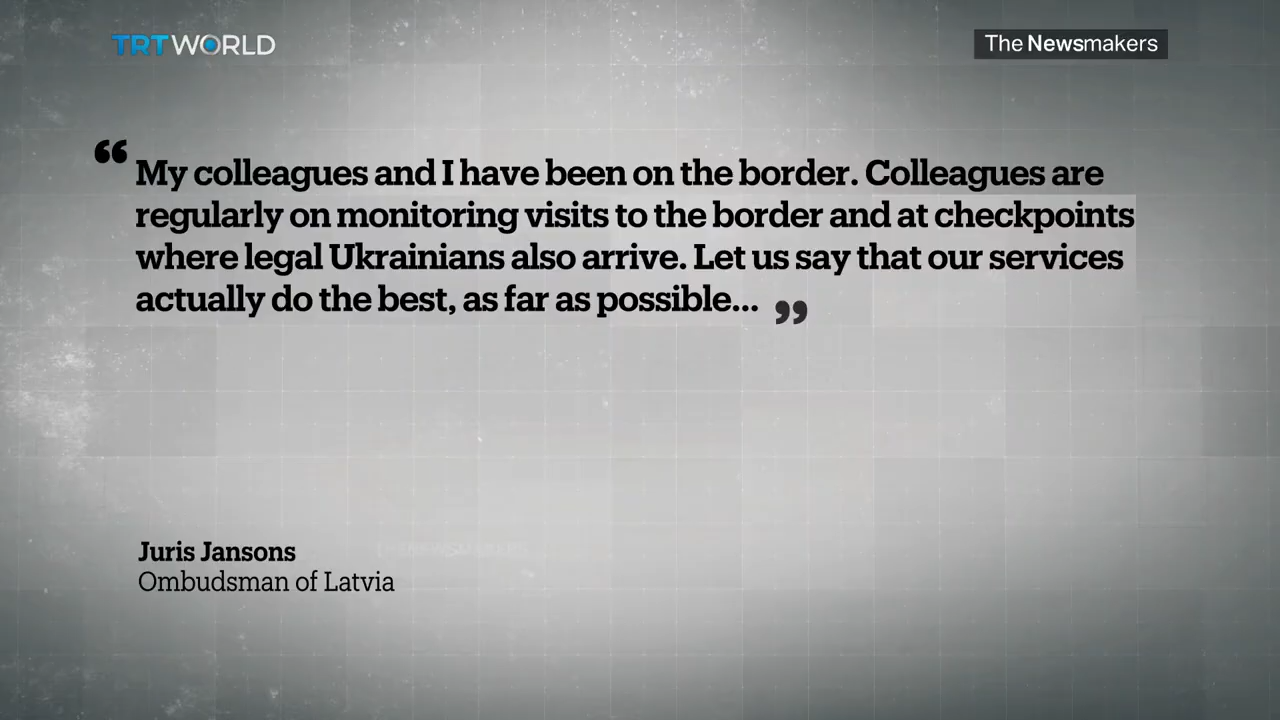 TRT WORLD
The Newsmakers
“ My colleagues and I have been on the border. Colleagues are
regularly on monitoring visits to the border and at checkpoints
where legal Ukrainians also arrive. Let us say that our services
actually do the best, as far as possible... ”
Juris Jansons
Ombudsman of Latvia